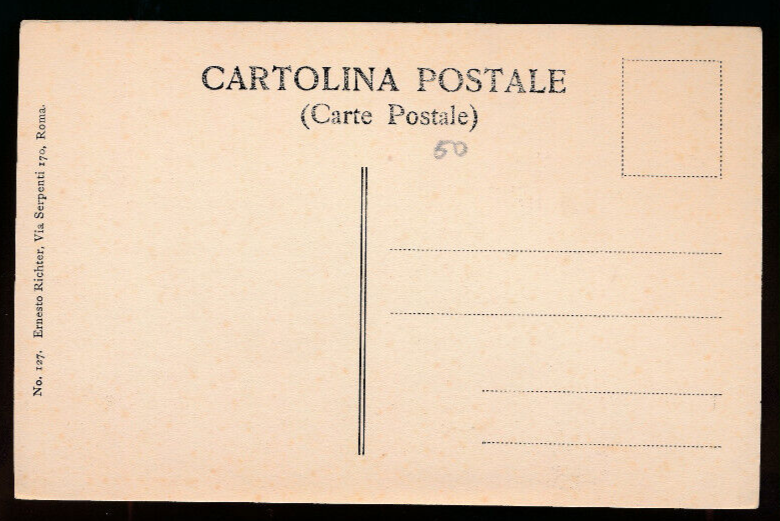 CARTOLINA POSTALE
(Carte Postale)
50
No. 127. Ernesto Richter, Via Serpenti 170, Roma.